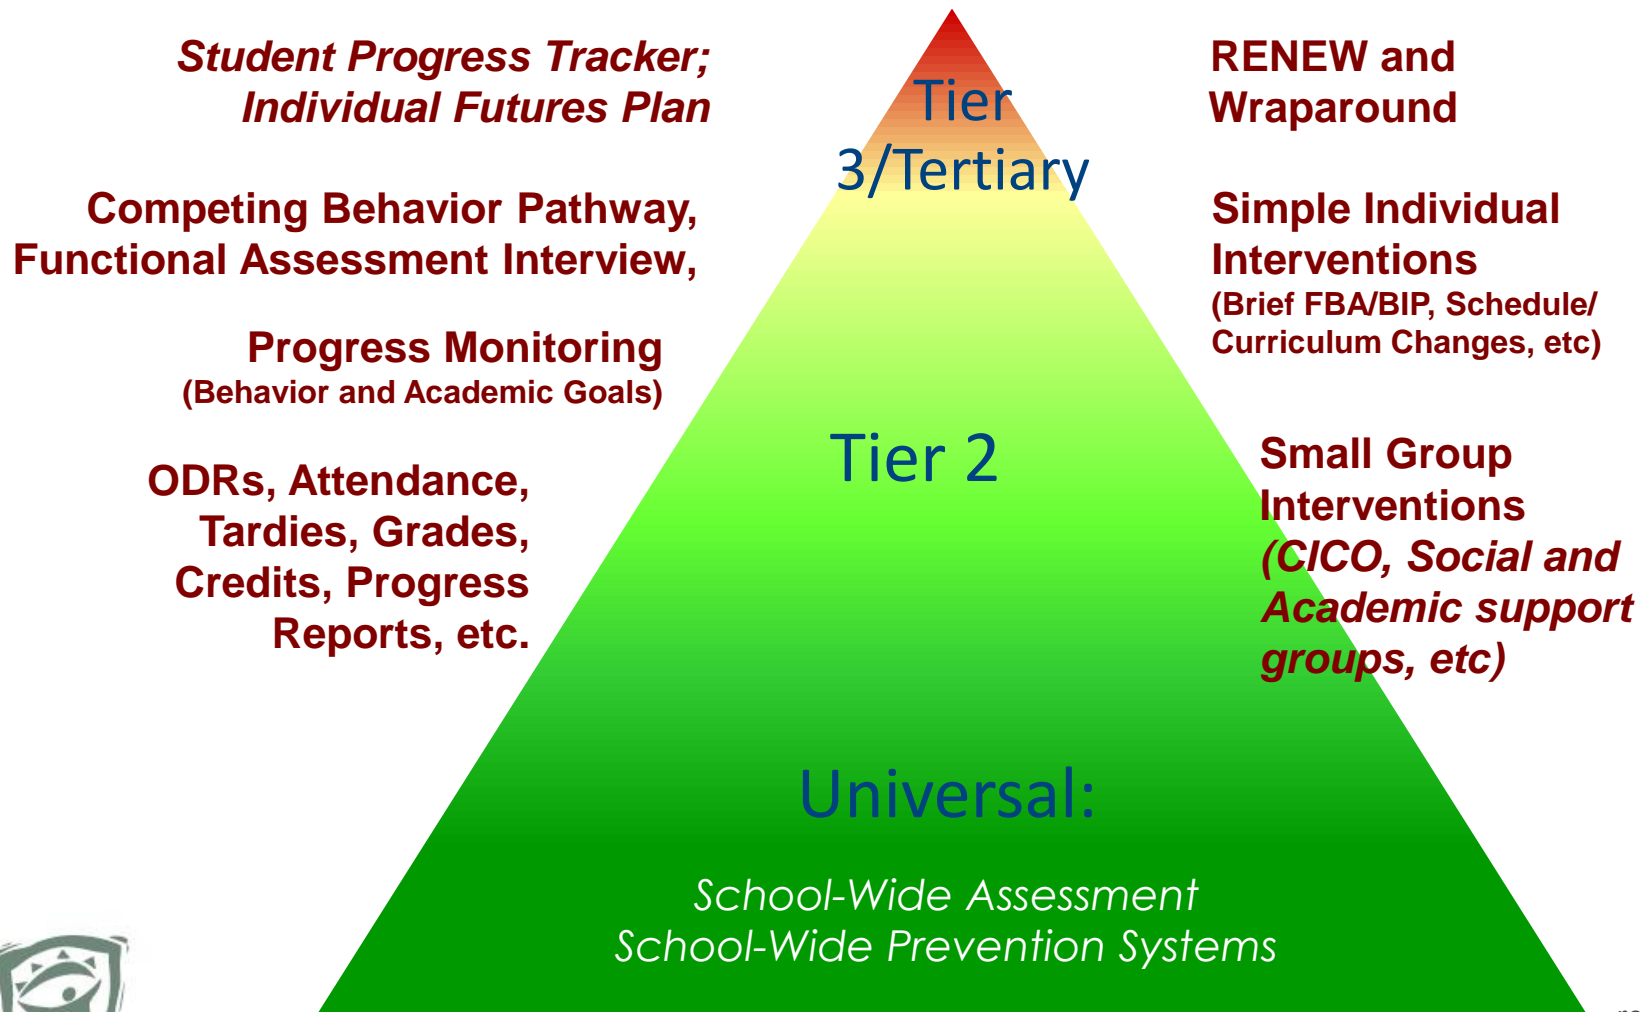 Student Progress Tracker;
Individual Futures Plan
Competing Behavior Pathway,
Functional Assessment Interview,
Progress Monitoring
(Behavior and Academic Goals)
ODRs, Attendance,
Tardies, Grades,
Credits, Progress
Reports, etc.
Tier
3/Tertiary
Tier 2
Universal:
School-Wide Assessment
School-Wide Prevention Systems
RENEW and
Wraparound
Simple Individual
Interventions
(Brief FBA/BIP, Schedule/
Curriculum Changes, etc)
Small Group
Interventions
(CICO, Social and
Academic support
groups, etc)